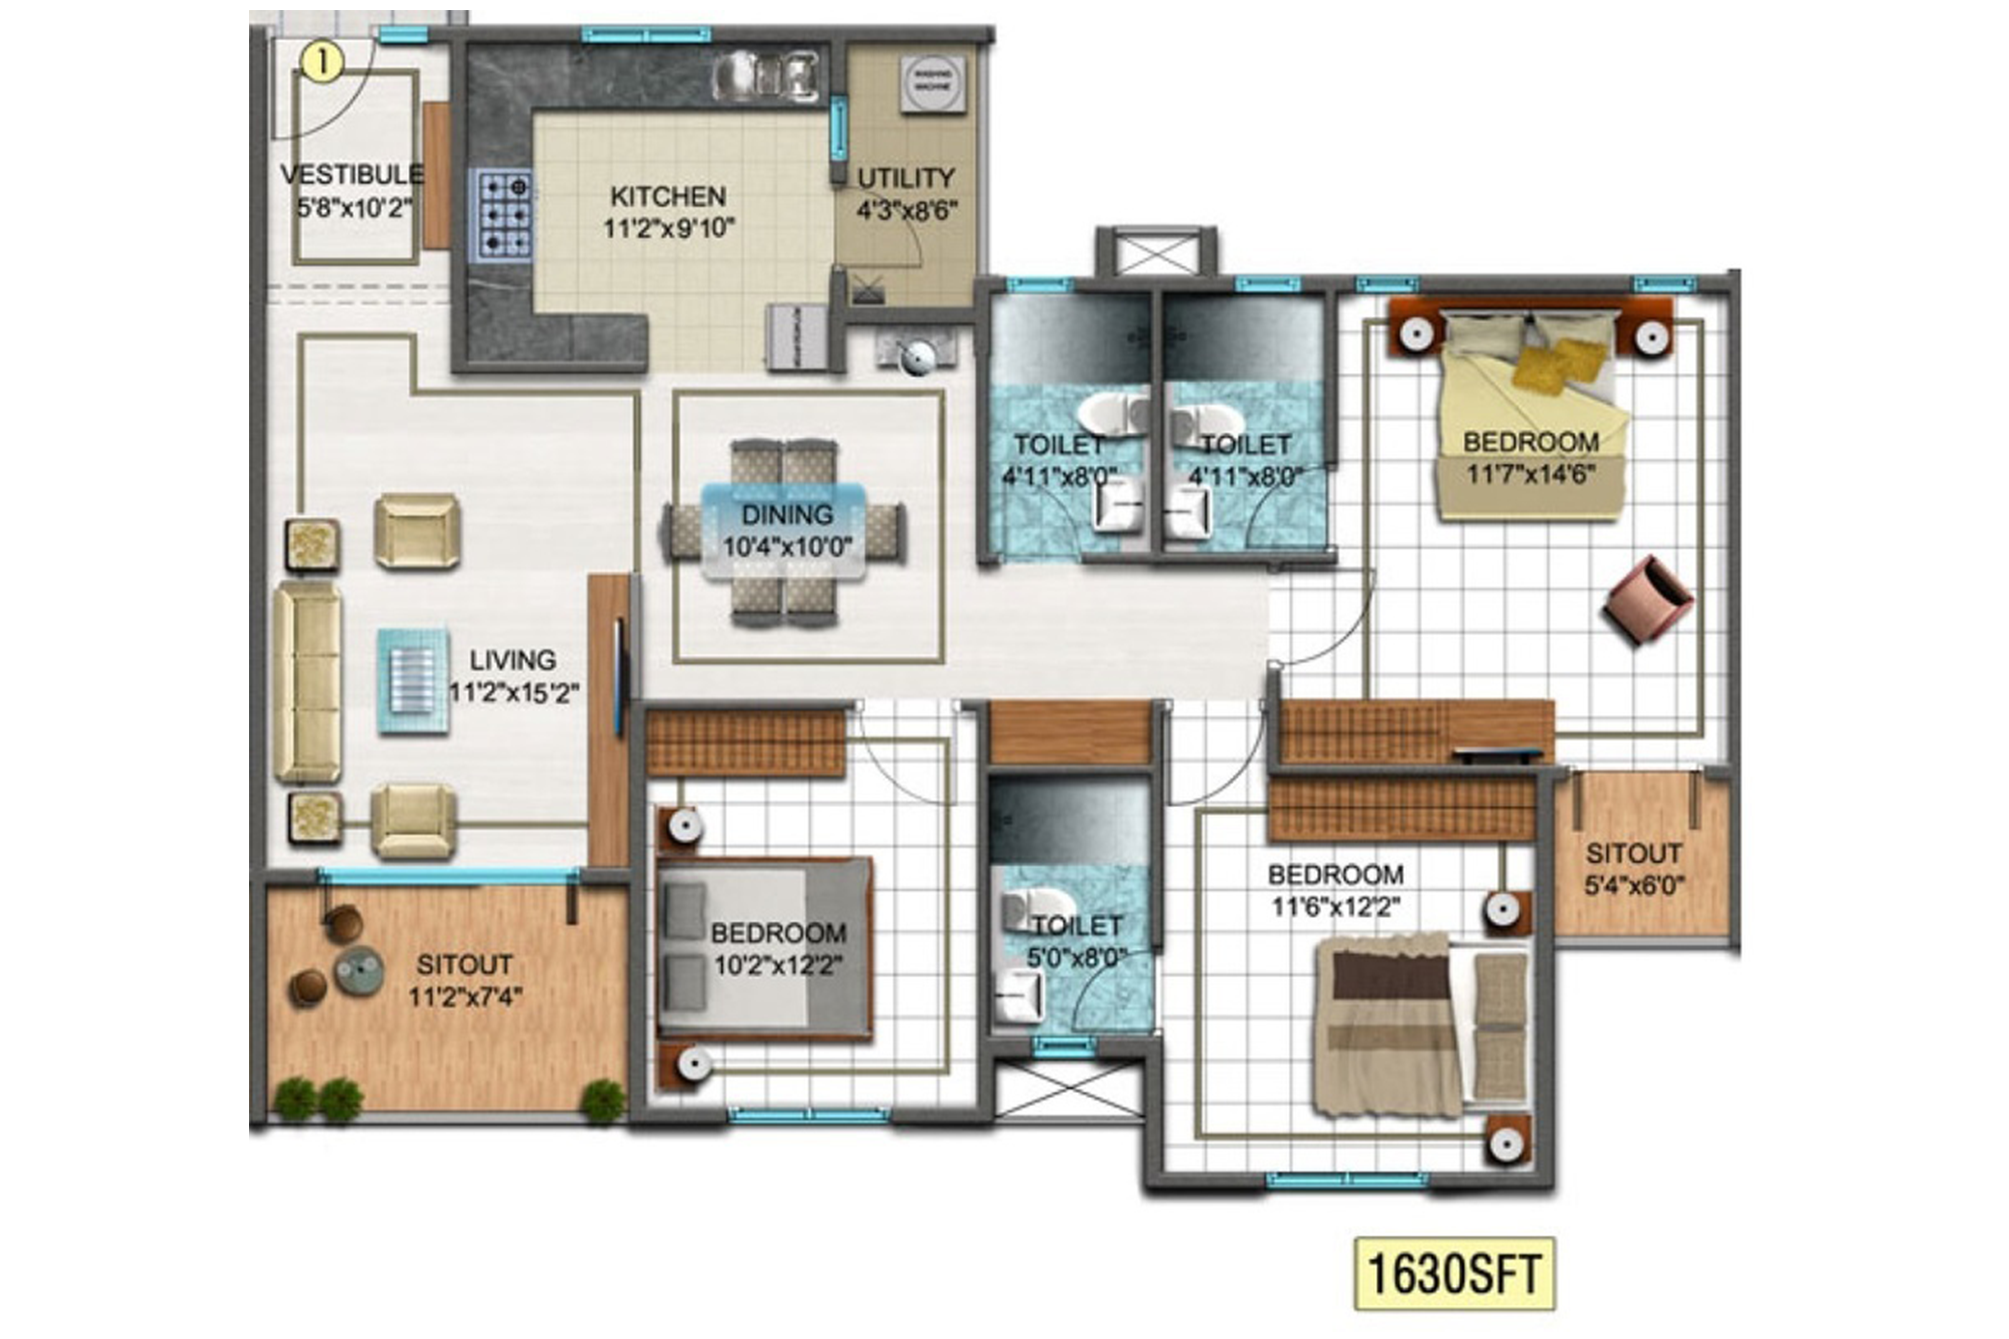 1
VESTIBULE
5'8"x10'2"
KITCHEN
11'2"x9'10"
WASHING
MACHINE
UTILITY
4'3"x8'6"
REFRIGERATOR
TOILET
4'11"x8'0"
TOILET
4'11"x8'0"
BEDROOM
11'7"x14'6"
DINING
10'4"x10'0"
LIVING
11'2"x15'2"
SITOUT
11'2"x7'4"
BEDROOM
10'2"x12'2"
TOILET
5'0"x8'0"
BEDROOM
11'6"x12'2"
SITOUT
5'4"x6'0"
1630SFT